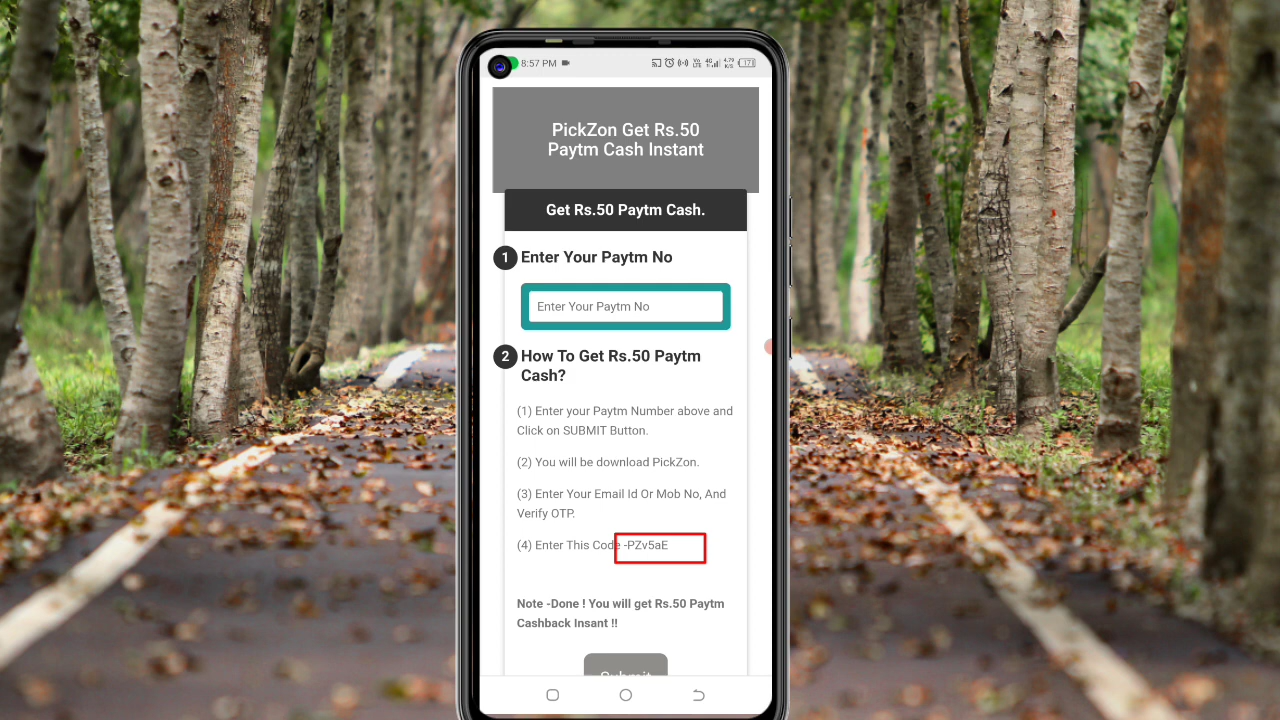 8:57 PM
PickZon Get Rs.50
Paytm Cash Instant
Get Rs.50 Paytm Cash.
1 Enter Your Paytm No
Enter Your Paytm No
2 How To Get Rs.50 Paytm
Cash?
(1) Enter your Paytm Number above and
Click on SUBMIT Button.
(2) You will be download PickZon.
(3) Enter Your Email Id Or Mob No, And
Verify OTP.
(4) Enter This Code -PZv5aE
Note -Done ! You will get Rs.50 Paytm
Cashback Insant !!
Submit